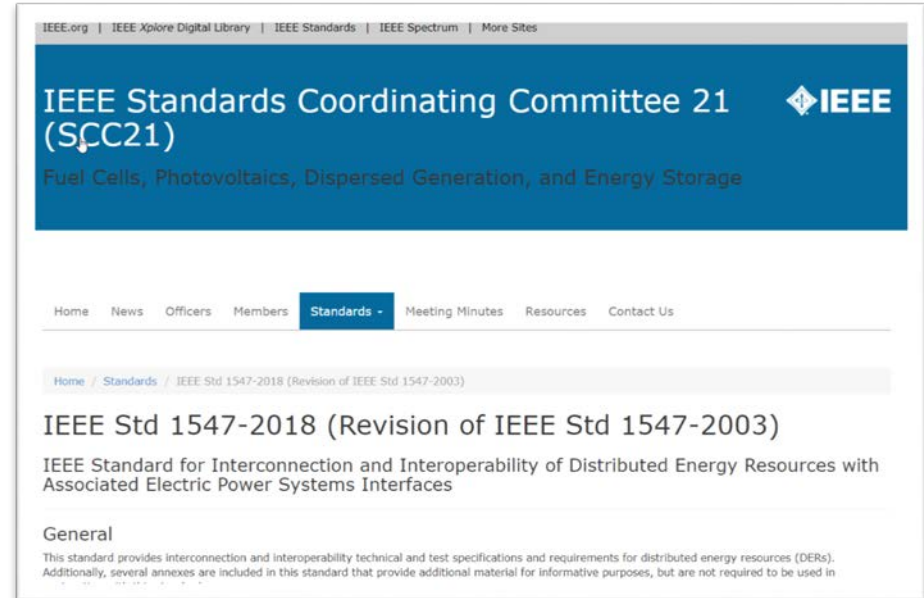 IEEE.org | IEEE Xplore Digital Library | IEEE Standards | IEEE Spectrum | More Sites
IEEE Standards Coordinating Committee 21
(SCC21)
IEEE
Fuel Cells, Photovoltaics, Dispersed Generation, and Energy Storage
Home News Officers Members Standards Meeting Minutes Resources Contact Us
Home / Standards / IEEE Std 1547-2018 (Revision of IEEE Std 1547-2003)
IEEE Std 1547-2018 (Revision of IEEE Std 1547-2003)
IEEE Standard for Interconnection and Interoperability of Distributed Energy Resources with
Associated Electric Power Systems Interfaces
General
This standard provides interconnection and interoperability technical and test specifications and requirements for distributed energy resources (DERs).
Additionally, several annexes are included in this standard that provide additional material for informative purposes, but are not required to be used in